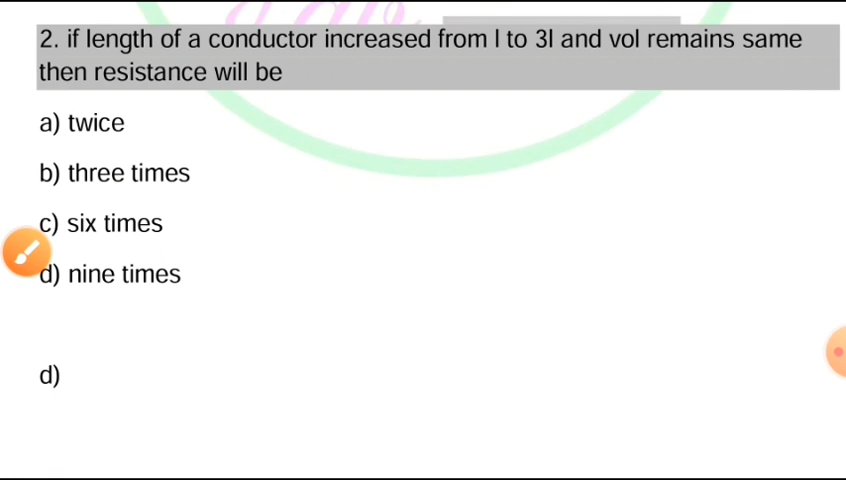 2. if length of a conductor increased from l to 3l and vol remains same
then resistance will be
a) twice
b) three times
c) six times
d) nine times
d)